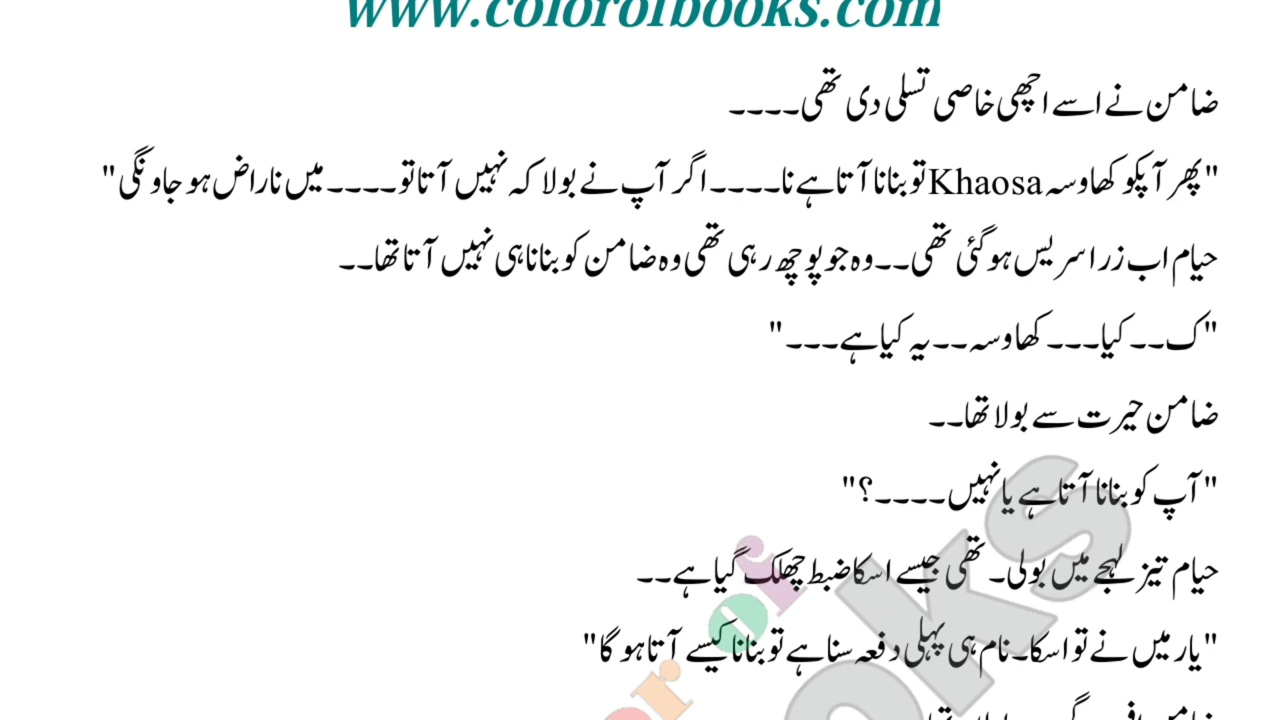 www.colorofbooks.com
ضامن نے اسے اچھی خاصی تسلی دی تھی۔۔۔۔
"پھر آپکو کھاوسہ Khaosa تو بنانا آتا ہے نا۔۔۔۔اگر آپ نے بولا کہ نہیں آتا تو۔۔۔۔ میں ناراض ہو جاونگی"
حیام اب زرا سریس ہو گئی تھی۔۔وہ جو پوچھ رہی تھی وہ ضامن کو بنانا ہی نہیں آتا تھا۔۔
"ک۔۔ کیا۔۔۔ کھاوسہ۔۔ یہ کیا ہے۔۔۔"
ضامن حیرت سے بولا تھا۔۔
"آپ کو بنانا آتا ہے یا نہیں۔۔۔۔؟"
حیام تیز لہجے میں بولی۔ تھی جیسے اسکا ضبط چھلک گیا ہے۔۔
"یار میں نے تو اسکا۔ نام ہی پہلی دفعہ سنا ہے تو بنانا کیسے آتا ہو گا"